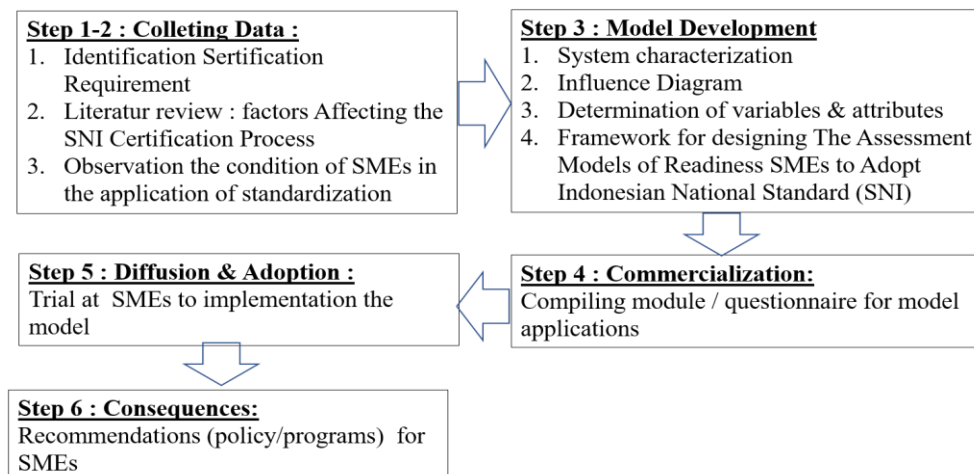 Step 1-2 : Colleting Data :
1. Identification Sertification
Requirement
2. Literatur review : factors Affecting the
SNI Certification Process
3. Observation the condition of SMEs in
the application of standardization
Step 3 : Model Development
1. System characterization
2. Influence Diagram
3. Determination of variables & attributes
4. Framework for designing The Assessment
Models of Readiness SMEs to Adopt
Indonesian National Standard (SNI)
Step 4 : Commercialization:
Compiling module / questionnaire for model
applications
Step 5 : Diffusion & Adoption :
Trial at SMEs to implementation the
model
Step 6 : Consequences:
Recommendations (policy/programs) for
SMEs